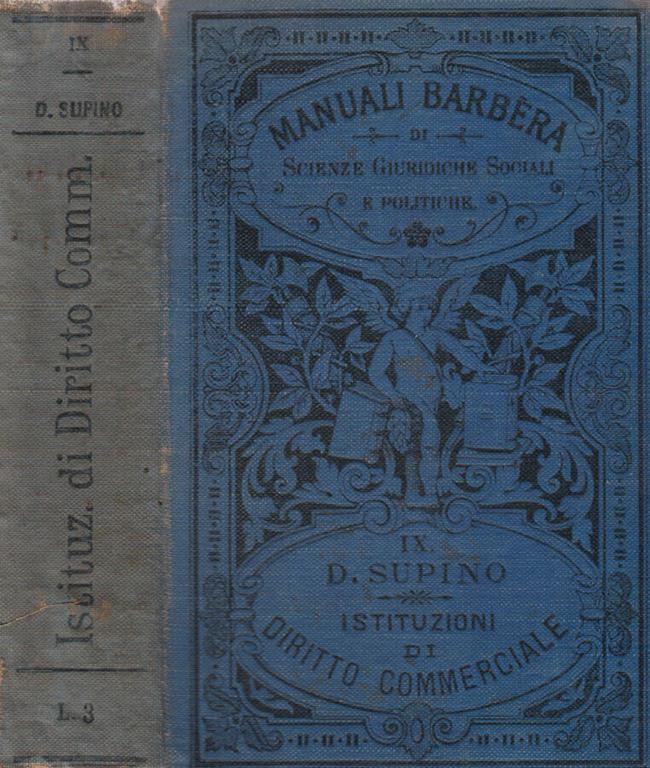 IX
D. SUPINO
Istituz. di Diritto Comm.
L. 3
MANUALI BARBÈRA
DI
SCIENZE GIURIDICHE SOCIALI
E POLITICHE.
IX.
D. SUPINO
ISTITUZIONI
DI
DIRITTO COMMERCIALE